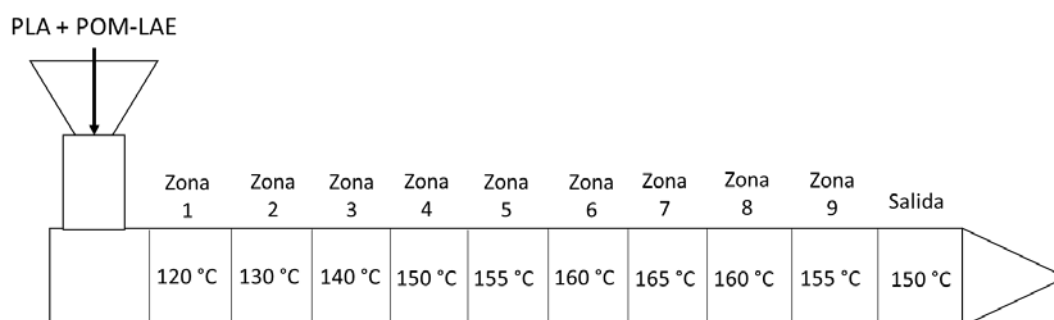 PLA + POM-LAE
Zona 1
Zona 2
Zona 3
Zona 4
Zona 5
Zona 6
Zona 7
Zona 8
Zona 9
Salida
120 °C
130 °C
140 °C
150 °C
155 °C
160 °C
165 °C
160 °C
155 °C
150 °C